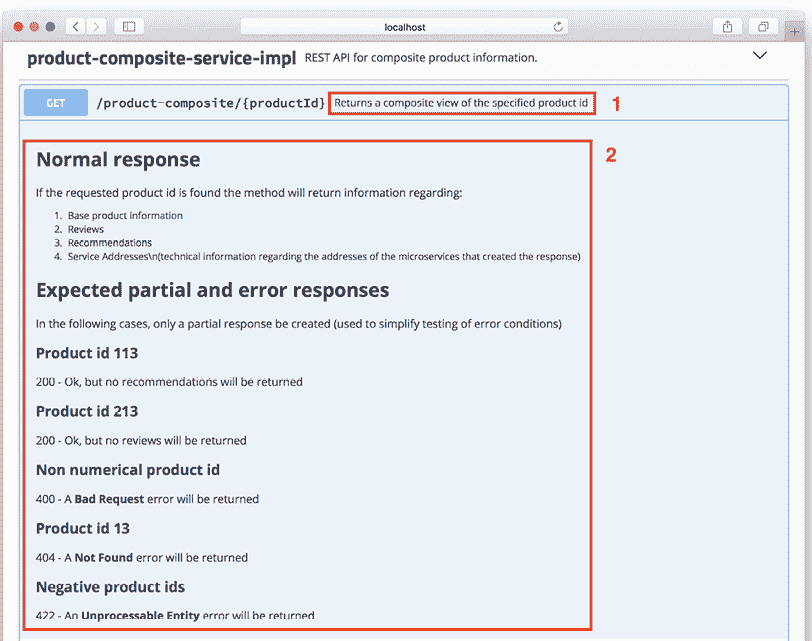 localhost
product-composite-service-impl REST API for composite product information.
GET /product-composite/{productId} Returns a composite view of the specified product id 1
2
Normal response
If the requested product id is found the method will return information regarding:
1. Base product information
2. Reviews
3. Recommendations
4. Service Addresses\n(technical information regarding the addresses of the microservices that created the response)
Expected partial and error responses
In the following cases, only a partial response be created (used to simplify testing of error conditions)
Product id 113
200 - Ok, but no recommendations will be returned
Product id 213
200 - Ok, but no reviews will be returned
Non numerical product id
400 - A Bad Request error will be returned
Product id 13
404 - A Not Found error will be returned
Negative product ids
422 - An Unprocessable Entity error will be returned